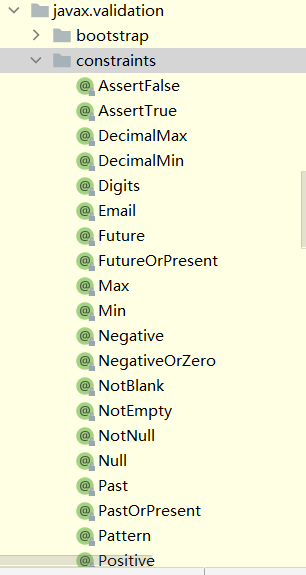 javax.validation
bootstrap
constraints
AssertFalse
AssertTrue
DecimalMax
DecimalMin
Digits
Email
Future
FutureOrPresent
Max
Min
Negative
NegativeOrZero
NotBlank
NotEmpty
NotNull
Null
Past
PastOrPresent
Pattern
Positive